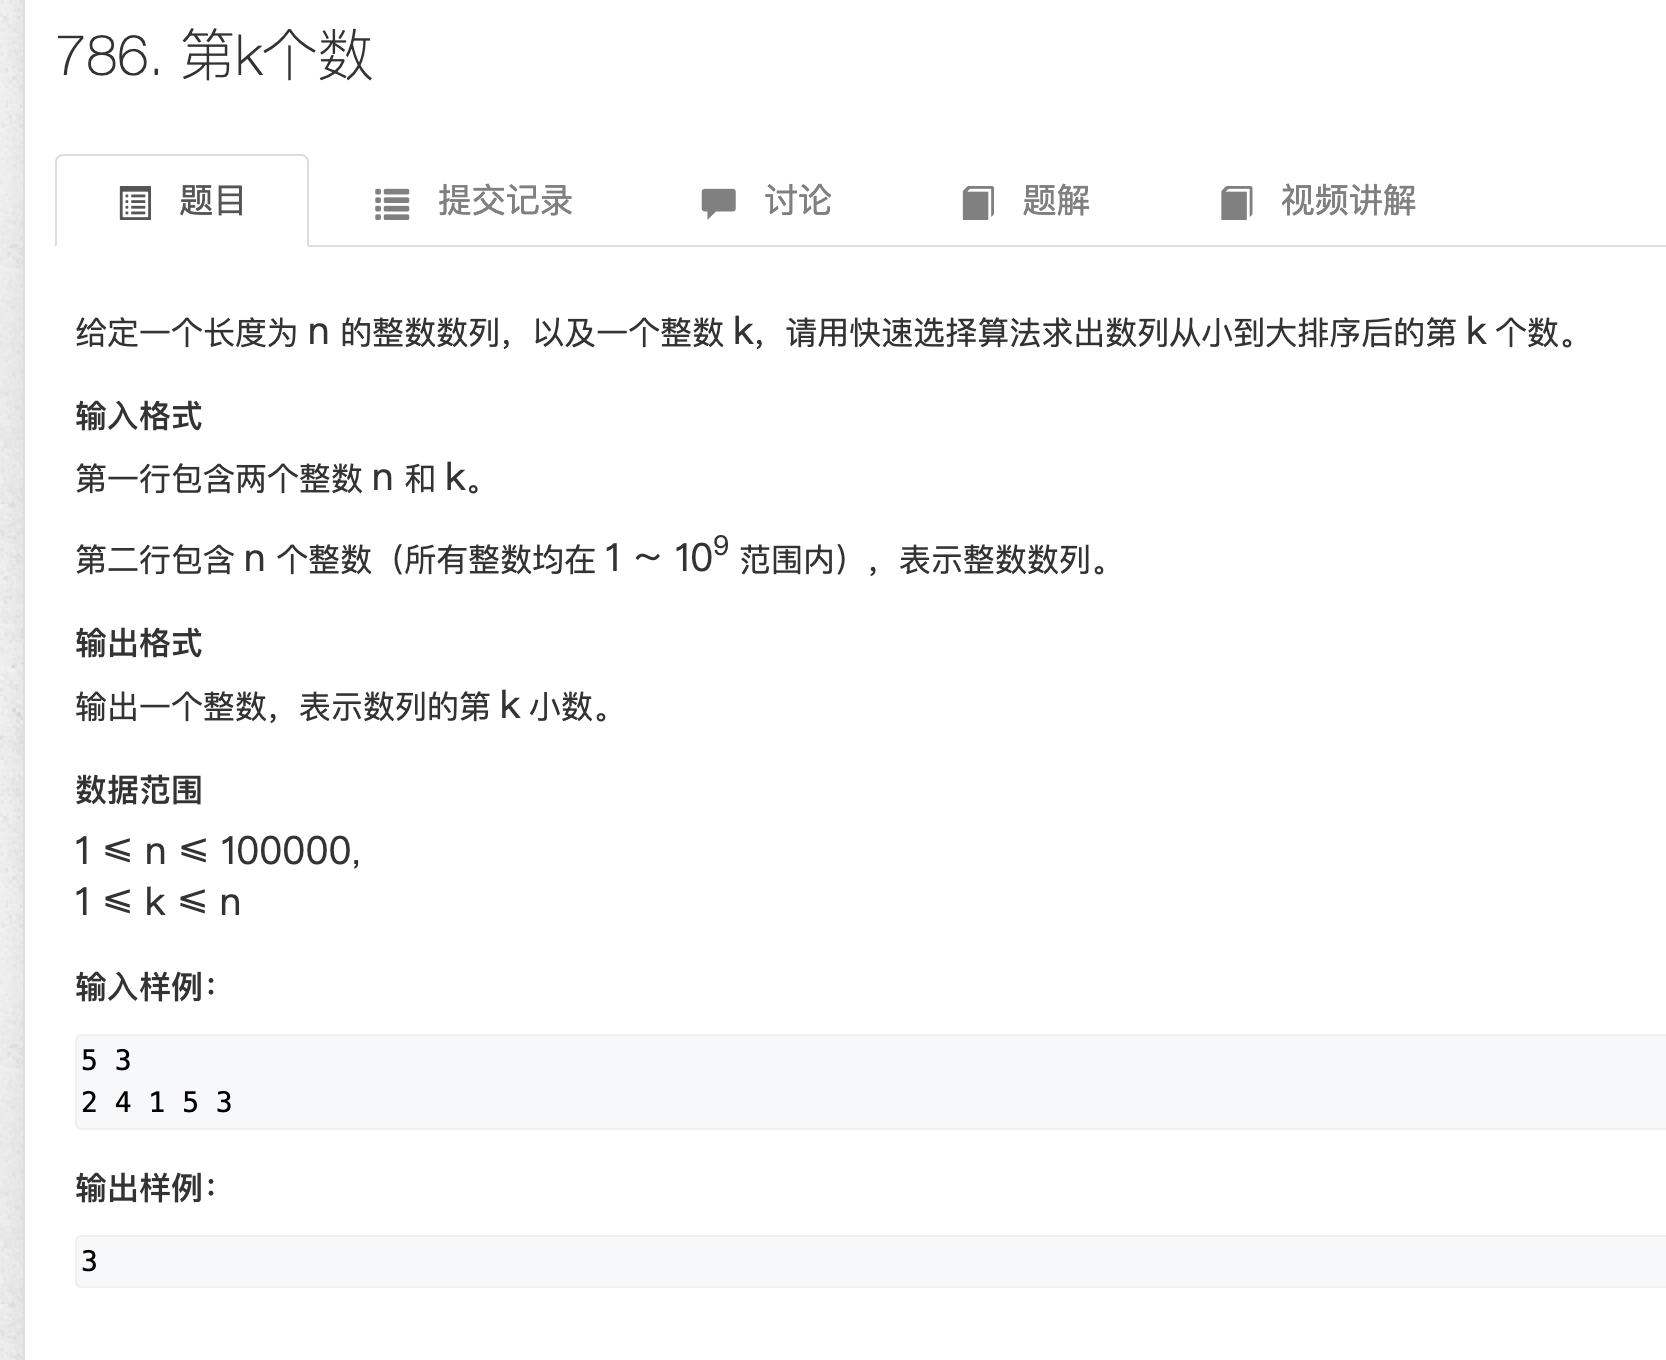 786. 第k个数
题目 提交记录 讨论 题解 视频讲解
给定一个长度为 n 的整数数列，以及一个整数 k，请用快速选择算法求出数列从小到大排序后的第 k 个数。
输入格式
第一行包含两个整数 n 和 k。
第二行包含 n 个整数（所有整数均在 1 ~ 10⁹ 范围内），表示整数数列。
输出格式
输出一个整数，表示数列的第 k 小数。
数据范围
1 ⩽ n ⩽ 100000,
1 ⩽ k ⩽ n
输入样例：
5 3
2 4 1 5 3
输出样例：
3